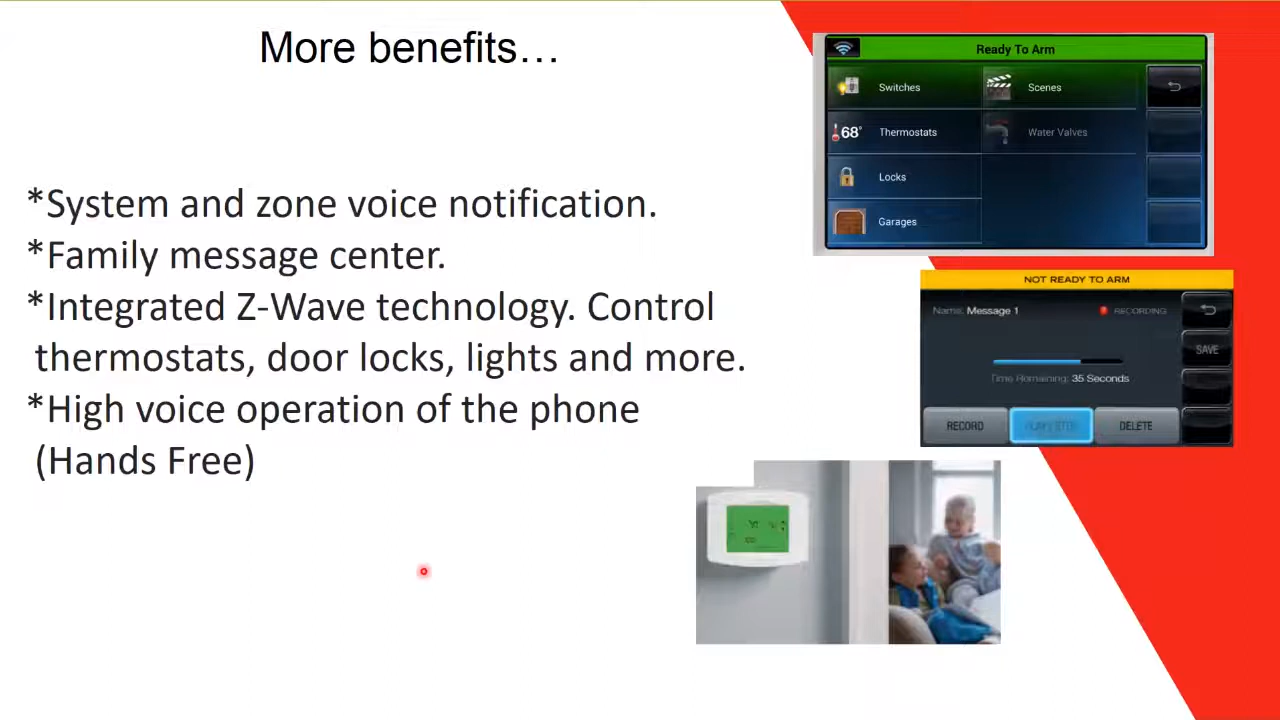 More benefits…
*System and zone voice notification.
*Family message center.
*Integrated Z-Wave technology. Control
thermostats, door locks, lights and more.
*High voice operation of the phone
(Hands Free)
Ready To Arm
Switches
Scenes
68° Thermostats
Water Valves
Locks
Garages
NOT READY TO ARM
Name: Message 1
RECORDING
SAVE
Time Remaining: 35 Seconds
RECORD
DELETE